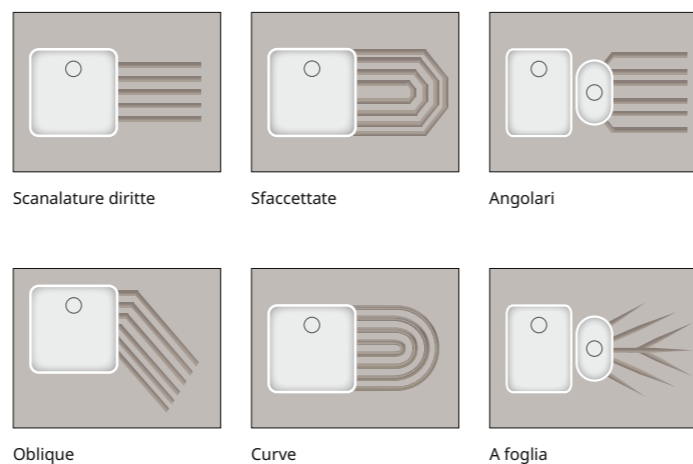 Scanalature diritte
Sfaccettate
Angolari
Oblique
Curve
A foglia